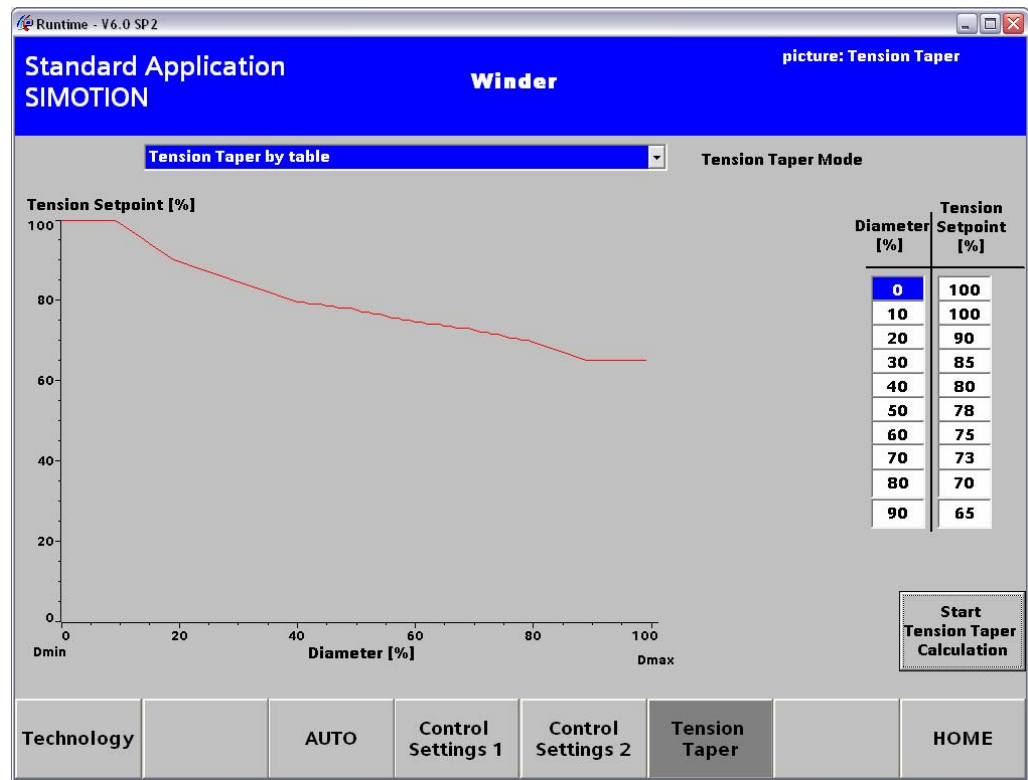 Runtime - V6.0 SP2
Standard Application
SIMOTION
Winder
picture: Tension Taper
Tension Taper by table
Tension Taper Mode
Tension Setpoint [%]
100
80
60
40
20
0
0 20 40 60 80 100
Dmin
Diameter [%]
Dmax
Diameter
[%]
Tension
Setpoint
[%]
0 100
10 100
20 90
30 85
40 80
50 78
60 75
70 73
80 70
90 65
Start
Tension Taper
Calculation
Technology
AUTO
Control
Settings 1
Control
Settings 2
Tension
Taper
HOME